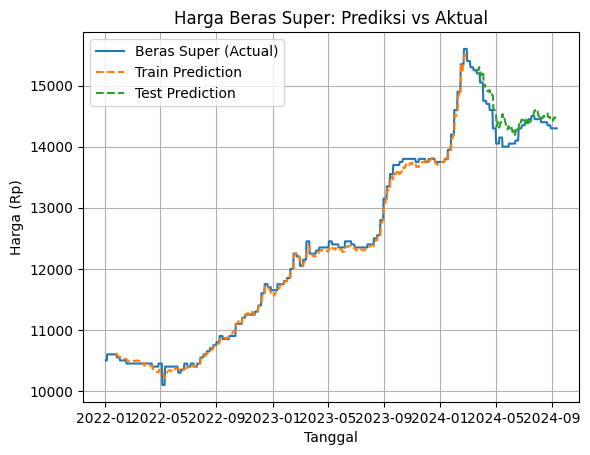 Harga Beras Super: Prediksi vs Aktual
Beras Super (Actual)
Train Prediction
Test Prediction
Harga (Rp)
15000
14000
13000
12000
11000
10000
2022-01 2022-05 2022-09 2023-01 2023-05 2023-09 2024-01 2024-05 2024-09
Tanggal